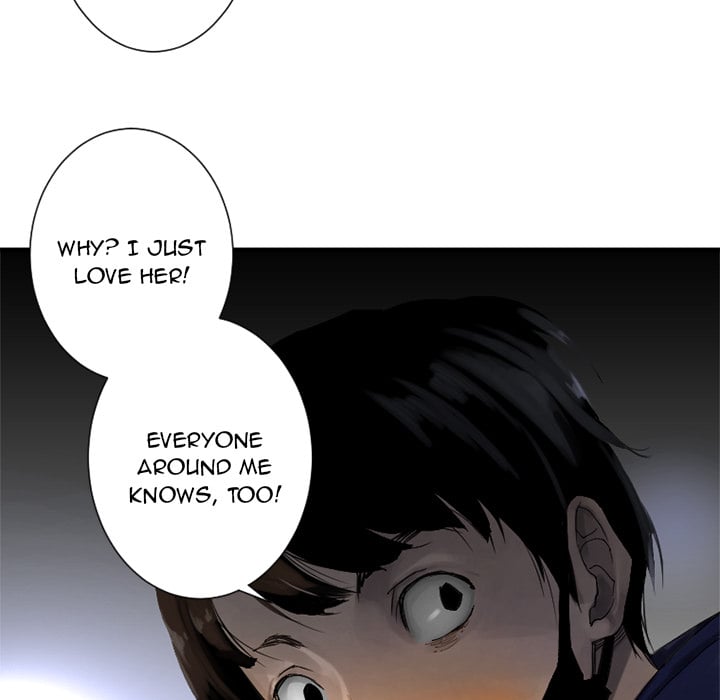 WHY? I JUST
LOVE HER!
EVERYONE
AROUND ME
KNOWS, TOO!